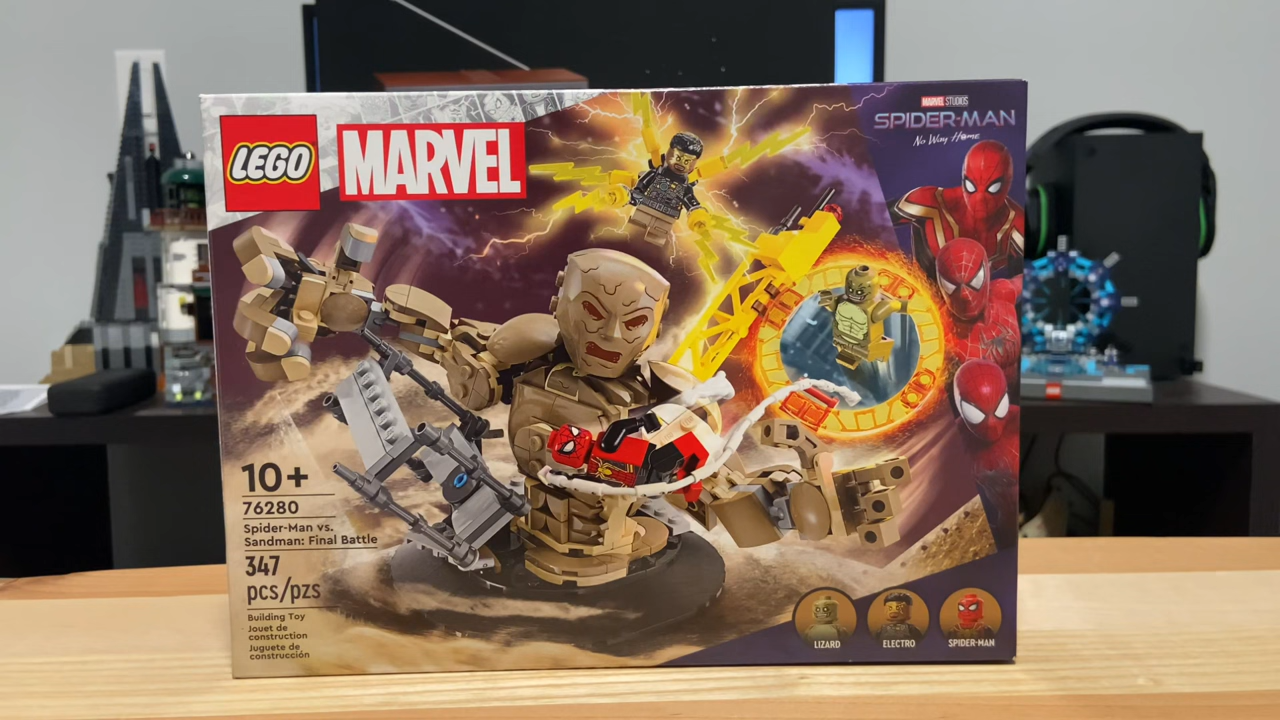 LEGO
MARVEL
MARVEL STUDIOS
SPIDER-MAN
No Way Home
10+
76280
Spider-Man vs.
Sandman: Final Battle
347
pcs/pzs
Building Toy
Jouet de
construction
Juguete de
construcción
LIZARD
ELECTRO
SPIDER-MAN